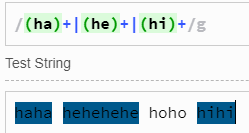 /(ha)+|(he)+|(hi)+/g
Test String
haha hehehehe hoho hihi